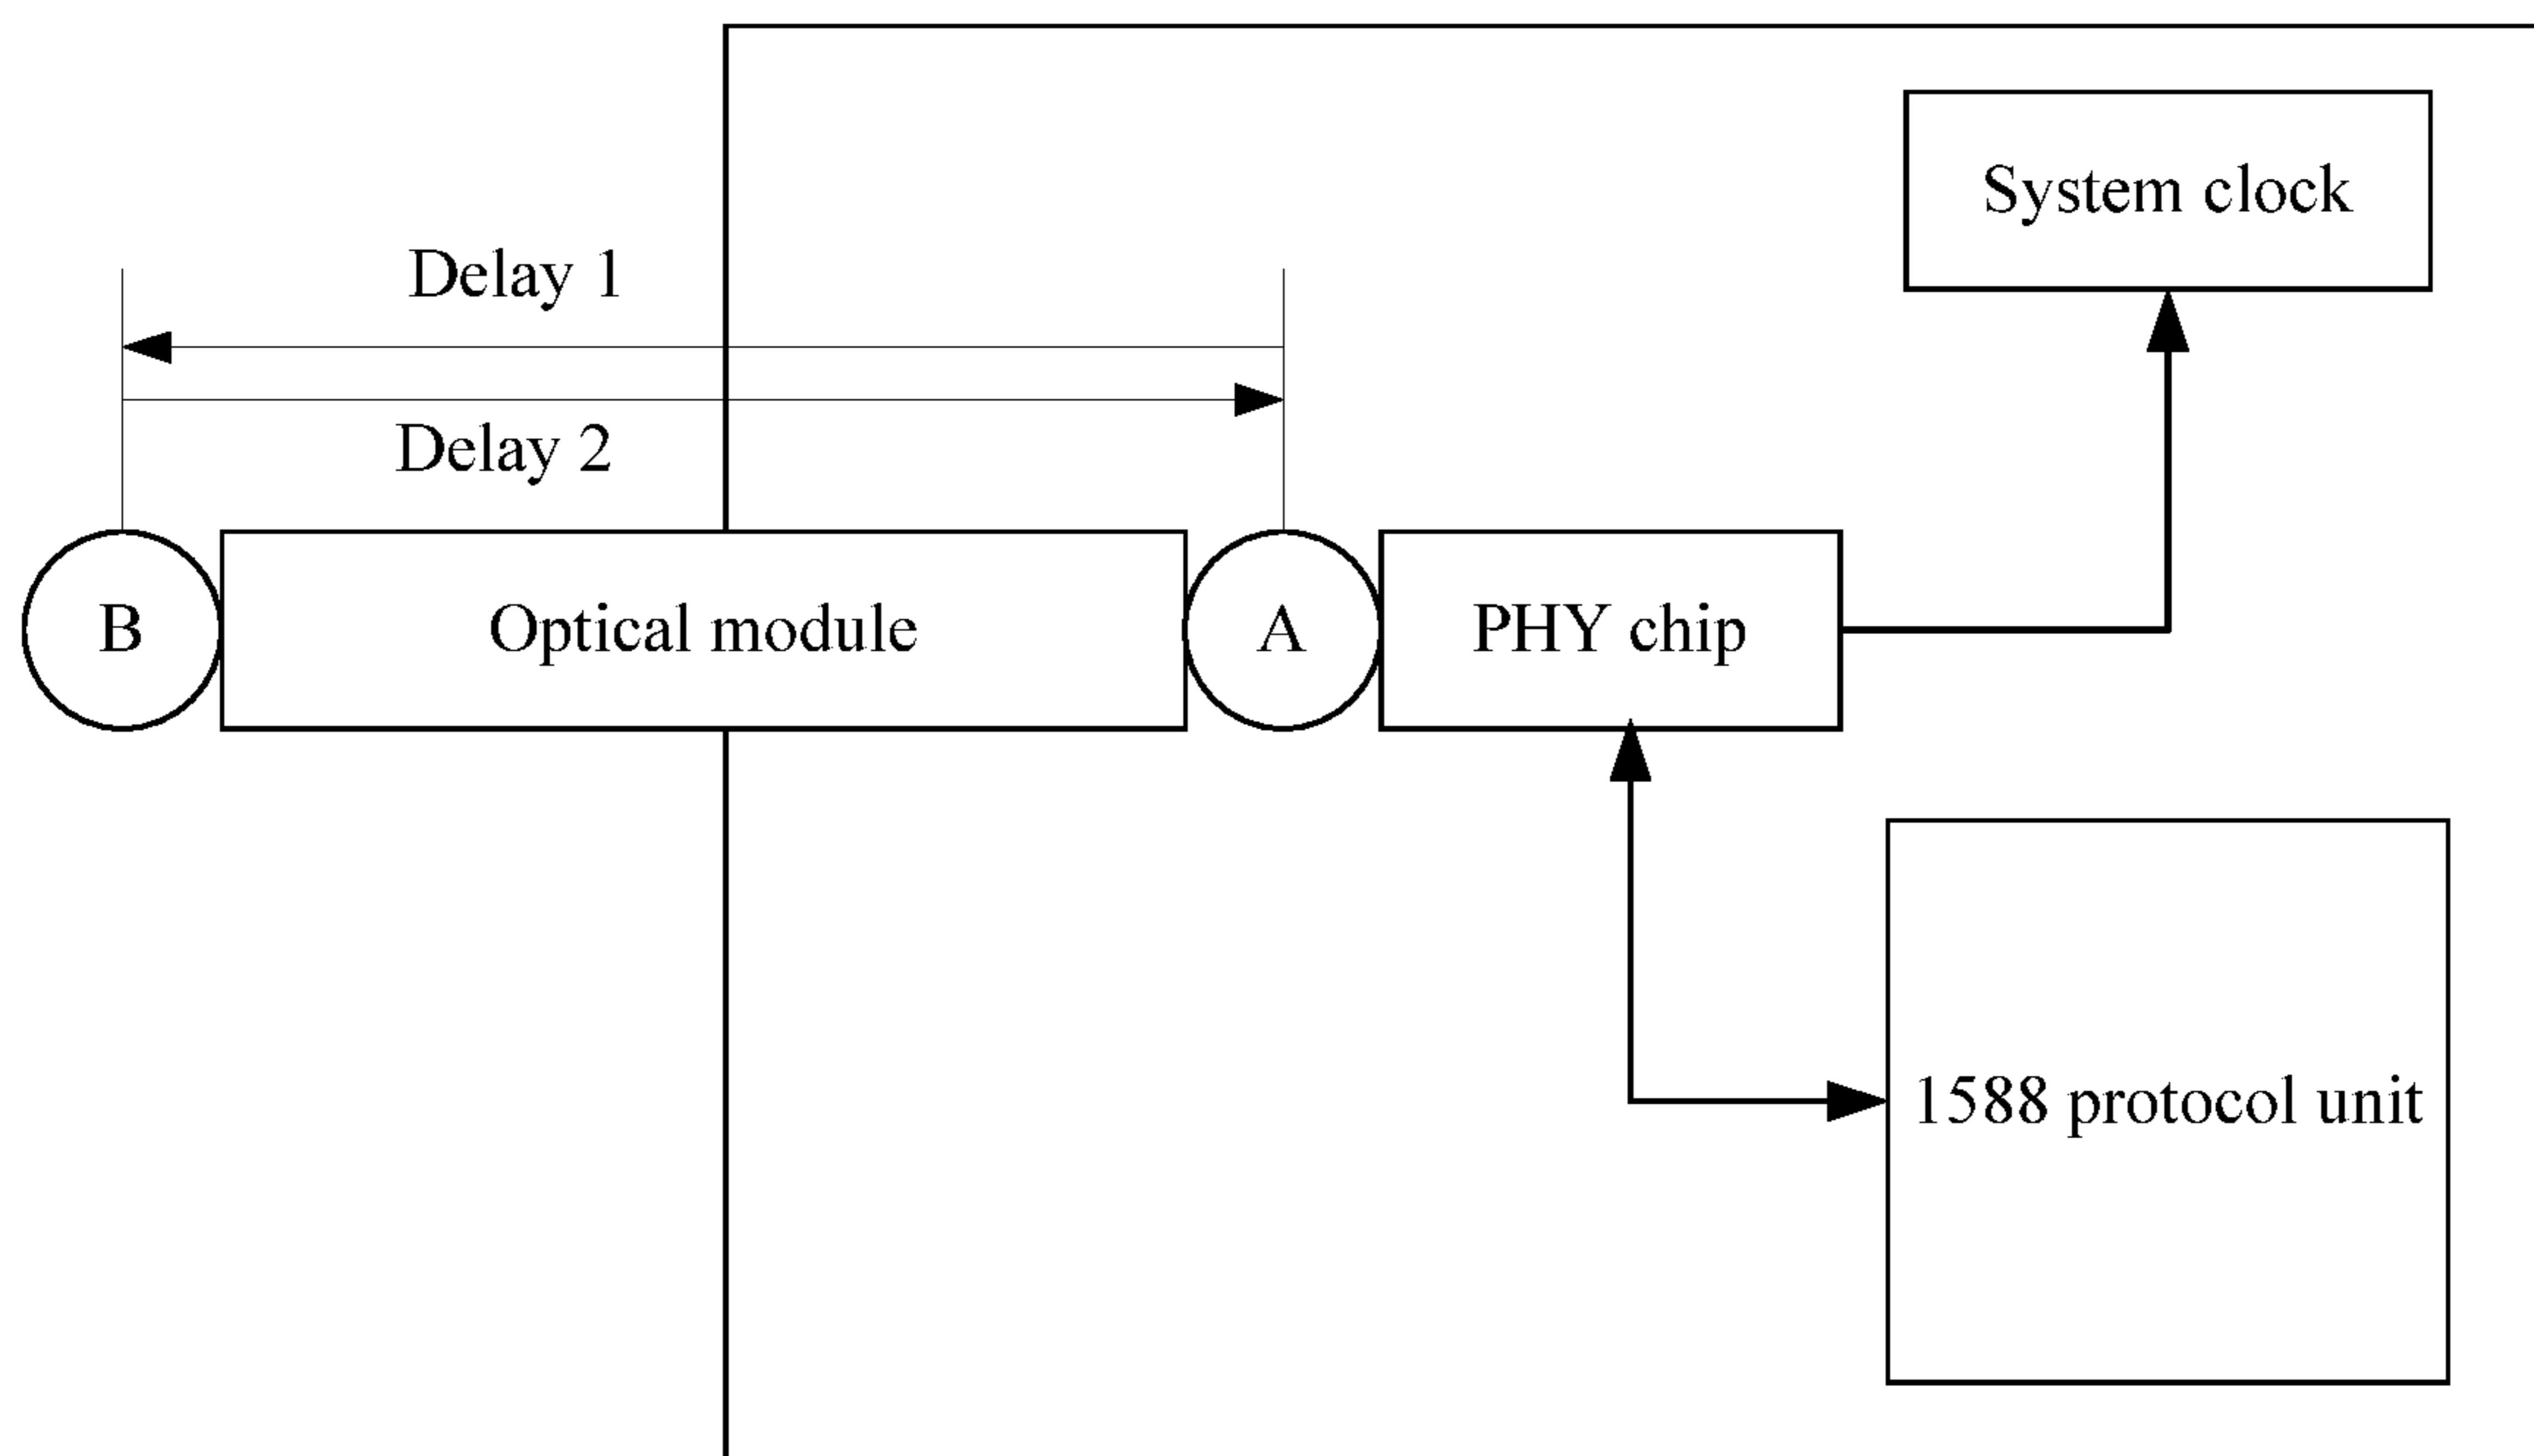 System clock
Delay 1
Delay 2
B
Optical module
A
PHY chip
1588 protocol unit